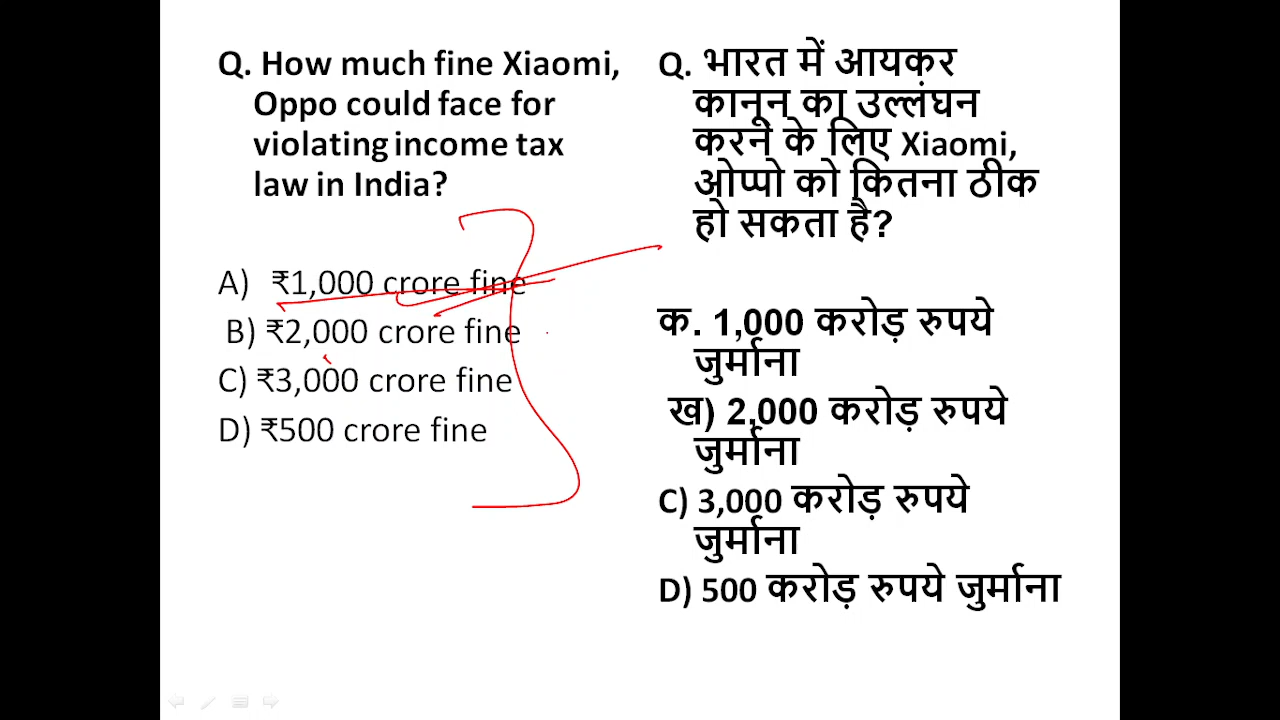 Q. How much fine Xiaomi,
Oppo could face for
violating income tax
law in India?
A) ₹1,000 crore fine
B) ₹2,000 crore fine
C) ₹3,000 crore fine
D) ₹500 crore fine
Q. भारत में आयकर
कानून का उल्लंघन
करने के लिए Xiaomi,
ओप्पो को कितना ठीक
हो सकता है?
क. 1,000 करोड़ रुपये
जुर्माना
ख) 2,000 करोड़ रुपये
जुर्माना
C) 3,000 करोड़ रुपये
जुर्माना
D) 500 करोड़ रुपये जुर्माना